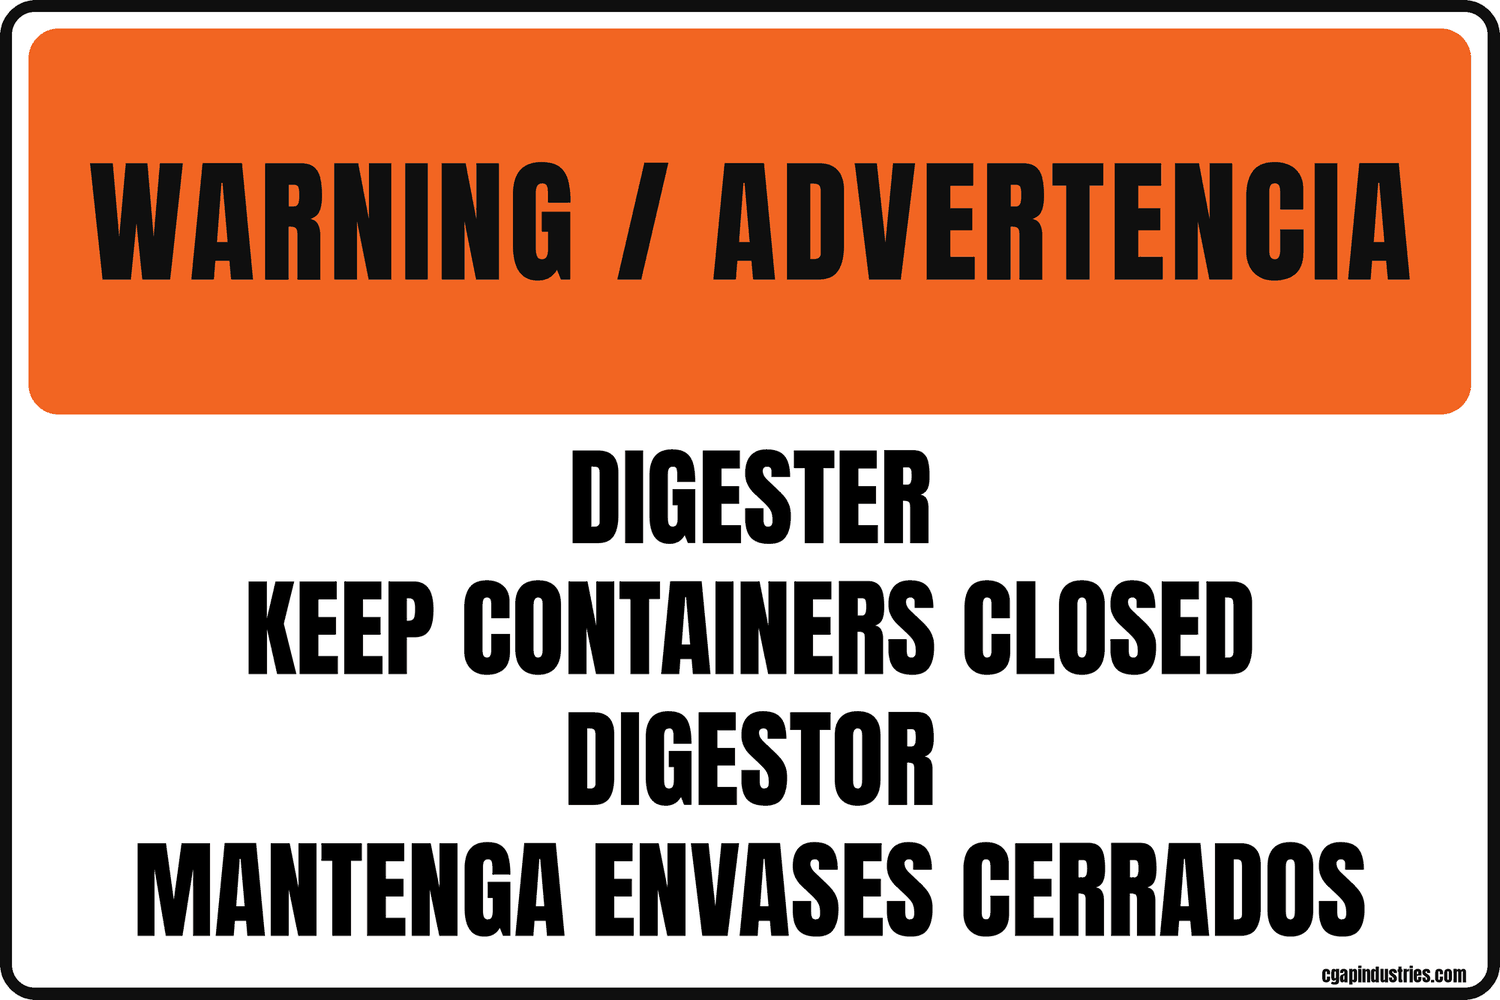 WARNING / ADVERTENCIA
DIGESTER
KEEP CONTAINERS CLOSED
DIGESTOR
MANTENGA ENVASES CERRADOS
cgapindustries.com